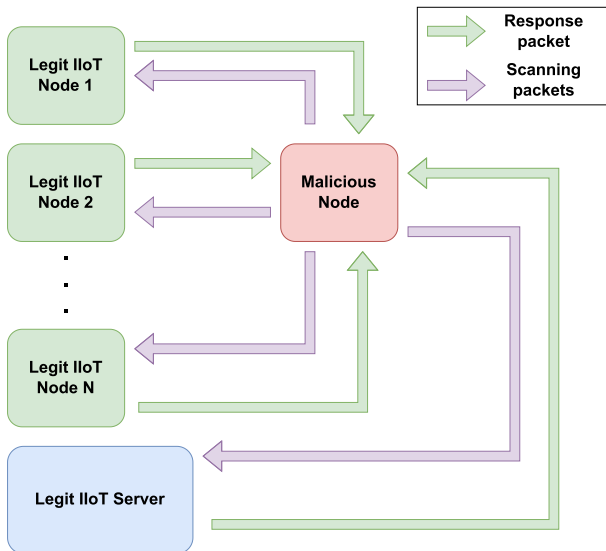 Legit IIoT
Node 1
Response
packet
Scanning
packets
Legit IIoT
Node 2
Malicious
Node
Legit IIoT
Node N
Legit IIoT Server